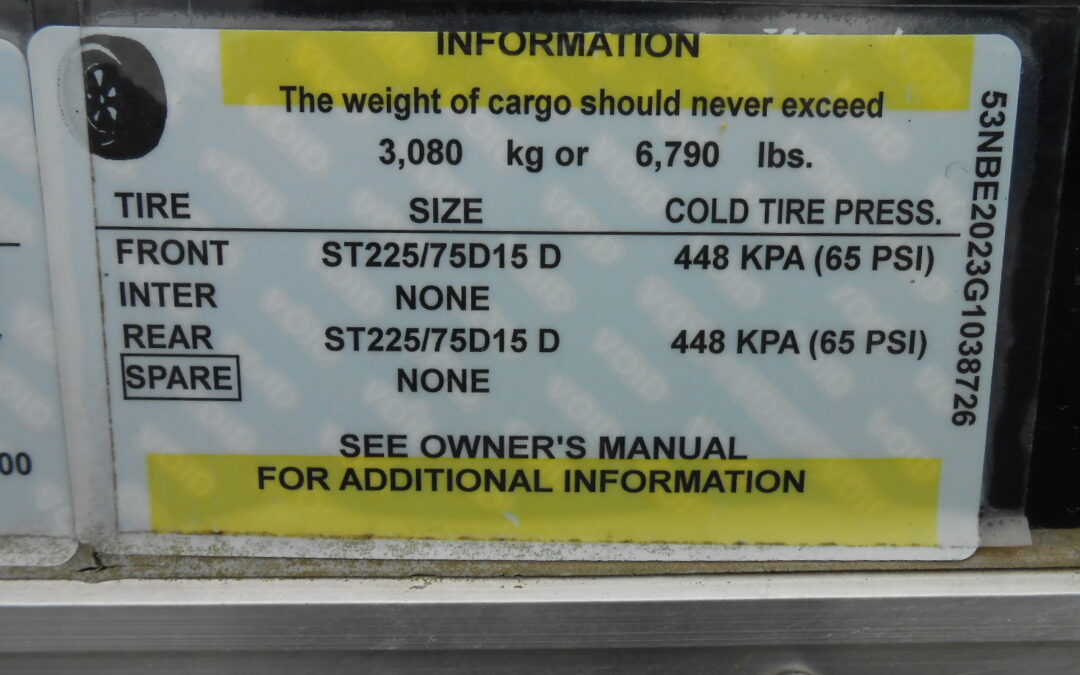 INFORMATION
The weight of cargo should never exceed
3,080 kg or 6,790 lbs.
TIRE SIZE COLD TIRE PRESS.
FRONT ST225/75D15 D 448 KPA (65 PSI)
INTER NONE
REAR ST225/75D15 D 448 KPA (65 PSI)
SPARE NONE
SEE OWNER'S MANUAL
FOR ADDITIONAL INFORMATION
53NBE2023G1038726
00